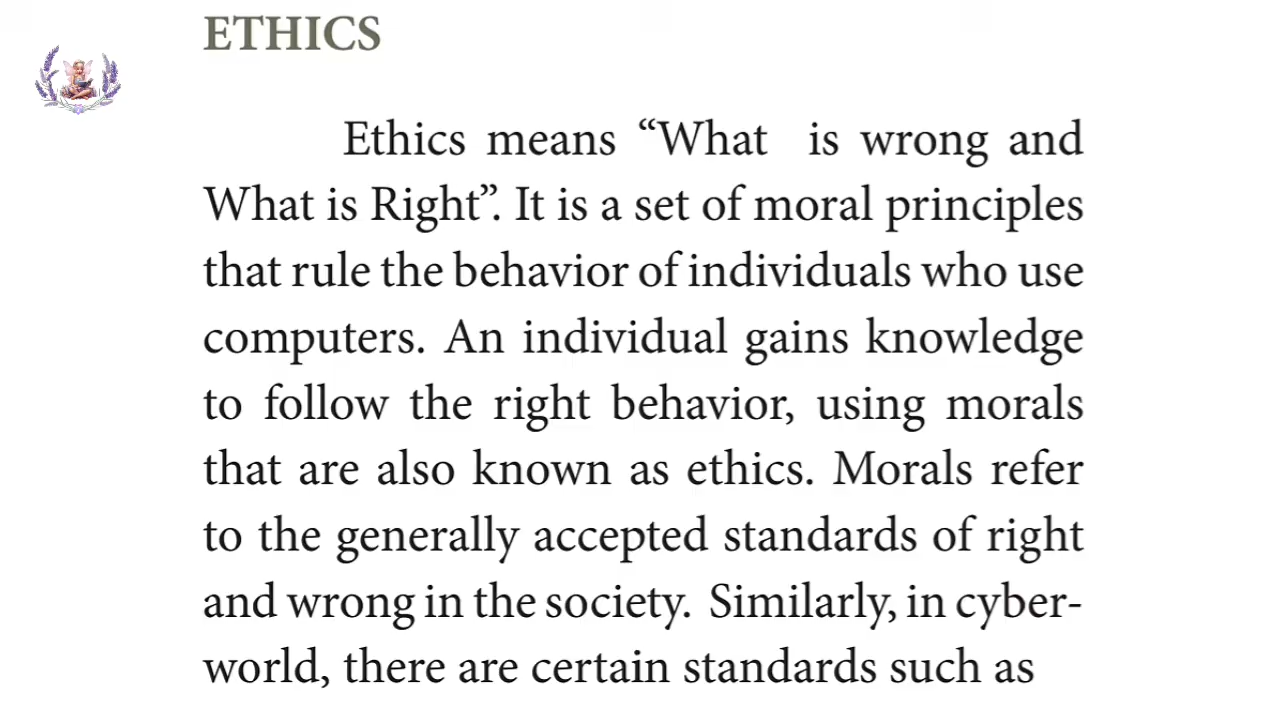 ETHICS
Ethics means “What is wrong and
What is Right”. It is a set of moral principles
that rule the behavior of individuals who use
computers. An individual gains knowledge
to follow the right behavior, using morals
that are also known as ethics. Morals refer
to the generally accepted standards of right
and wrong in the society. Similarly, in cyber-
world, there are certain standards such as